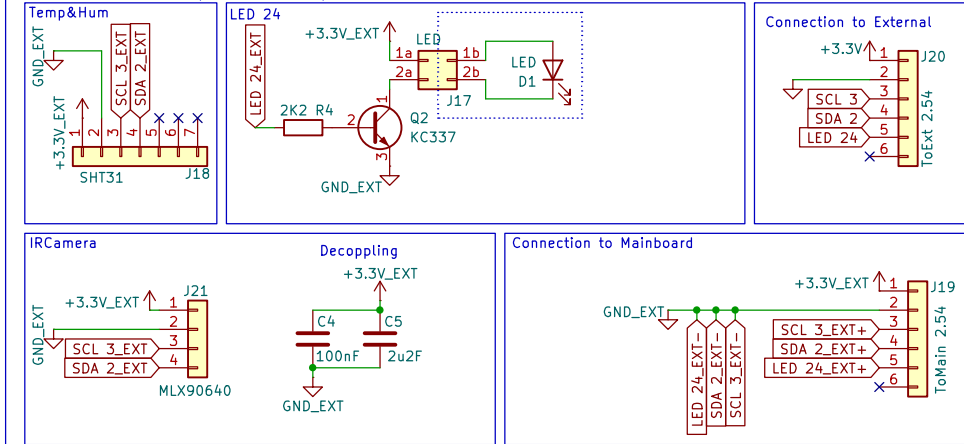 Temp&Hum
GND_EXT
SCL 3_EXT
SDA 2_EXT
+3.3V_EXT
1
2
3
4
5
6
7
SHT31
J18
LED 24
LED 24_EXT
+3.3V_EXT
LED
1a
1b
2a
2b
J17
LED
D1
2K2 R4
1
2
3
Q2
KC337
GND_EXT
Connection to External
+3.3V
J20
1
2
SCL 3
3
SDA 2
4
LED 24
5
6
ToExt 2.54
IRCamera
J21
+3.3V_EXT
1
GND_EXT
2
SCL 3_EXT
3
SDA 2_EXT
4
MLX90640
Decoppling
+3.3V_EXT
C4
C5
100nF
2u2F
GND_EXT
Connection to Mainboard
GND_EXT
LED 24_EXT-
SDA 2_EXT-
SCL 3_EXT-
+3.3V_EXT
J19
1
2
SCL 3_EXT+
3
SDA 2_EXT+
4
LED 24_EXT+
5
6
ToMain 2.54